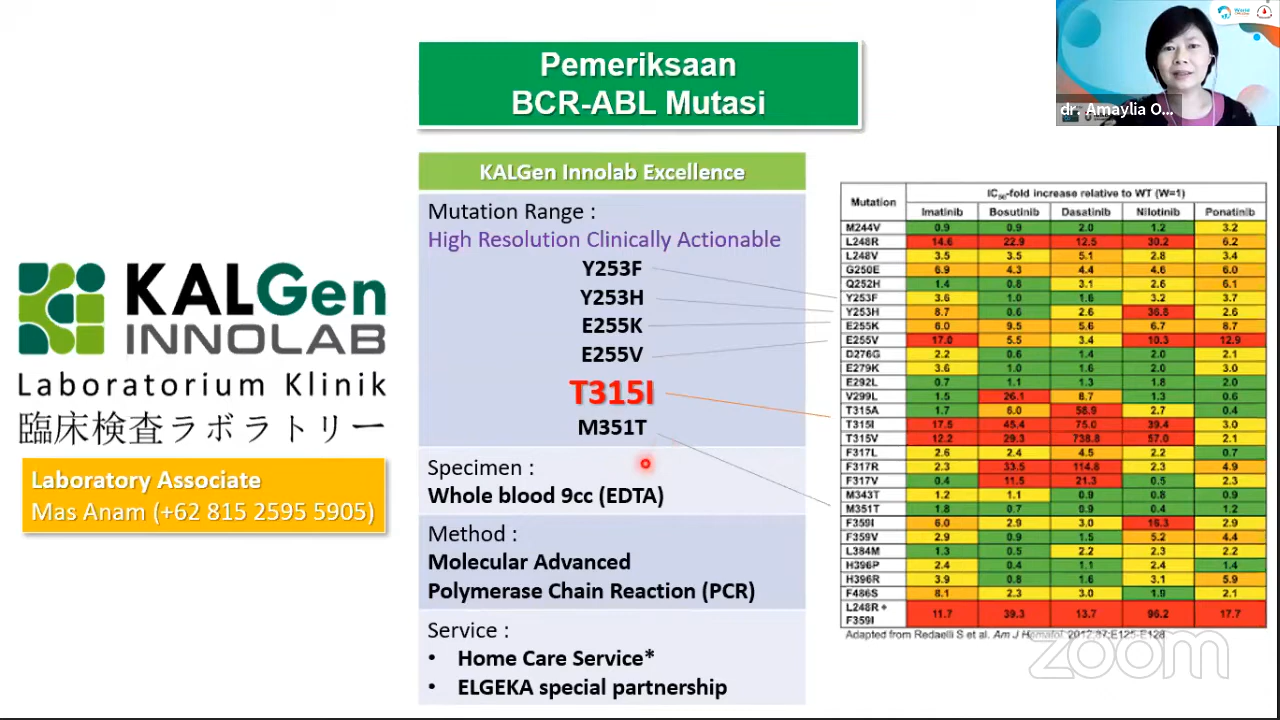 Pemeriksaan
BCR-ABL Mutasi
World
dr. Amaylia O...
KALGen
INNOLAB
Laboratorium Klinik
臨床検査ラボラトリー
Laboratory Associate
Mas Anam (+62 815 2595 5905)
KALGen Innolab Excellence
Mutation Range :
High Resolution Clinically Actionable
Y253F
Y253H
E255K
E255V
T315I
M351T
Specimen :
Whole blood 9cc (EDTA)
Method :
Molecular Advanced
Polymerase Chain Reaction (PCR)
Service :
• Home Care Service*
• ELGEKA special partnership
Mutation IC50-fold increase relative to WT (W=1)
Imatinib Bosutinib Dasatinib Nilotinib Ponatinib
M244V 0.9 0.9 2.0 1.2 3.2
L248R 14.6 22.9 12.5 30.2 6.2
L248V 3.5 3.5 5.1 2.8 3.4
G250E 6.9 4.3 4.4 4.6 6.0
Q252H 1.4 0.8 3.1 2.6 6.1
Y253F 3.6 1.0 1.6 3.2 3.7
Y253H 8.7 0.6 2.6 36.8 2.6
E255K 6.0 9.5 5.6 6.7 8.7
E255V 17.0 5.5 3.4 10.3 12.9
D276G 2.2 0.6 1.4 2.0 2.1
E279K 3.6 1.0 1.6 2.0 3.0
E292L 0.7 1.1 1.3 1.8 2.0
V299L 1.5 26.1 8.7 1.3 0.6
T315A 1.7 6.0 58.9 2.7 0.4
T315I 17.5 45.4 75.0 39.4 3.0
T315V 12.2 29.3 738.8 57.0 2.1
F317L 2.6 2.4 4.5 2.2 0.7
F317R 2.3 33.5 114.8 2.3 4.9
F317V 0.4 11.5 21.3 0.5 2.3
M343T 1.2 1.1 0.9 0.8 0.9
M351T 1.8 0.7 0.9 0.4 1.2
F359I 6.0 2.9 3.0 16.3 2.9
F359V 2.9 0.9 1.5 5.2 4.4
L384M 1.3 0.5 2.2 2.3 2.2
H396P 2.4 0.4 1.1 2.4 1.4
H396R 3.9 0.8 1.6 3.1 5.9
F486S 8.1 2.3 3.0 1.9 2.1
L248R + F359I 11.7 39.3 13.7 96.2 17.7
Adapted from Redaelli S et al. Am J Hematol. 2012;87:E125-E128
zoom